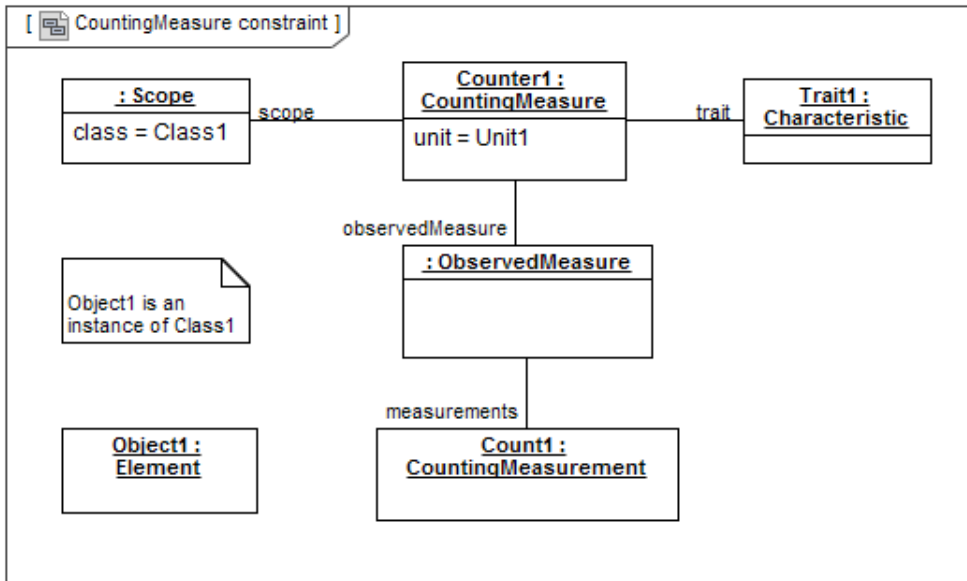 [ CountingMeasure constraint ]
: Scope
class = Class1
scope
Counter1 :
CountingMeasure
unit = Unit1
trait
Trait1 :
Characteristic
observedMeasure
: ObservedMeasure
Object1 is an
instance of Class1
measurements
Object1 :
Element
Count1 :
CountingMeasurement